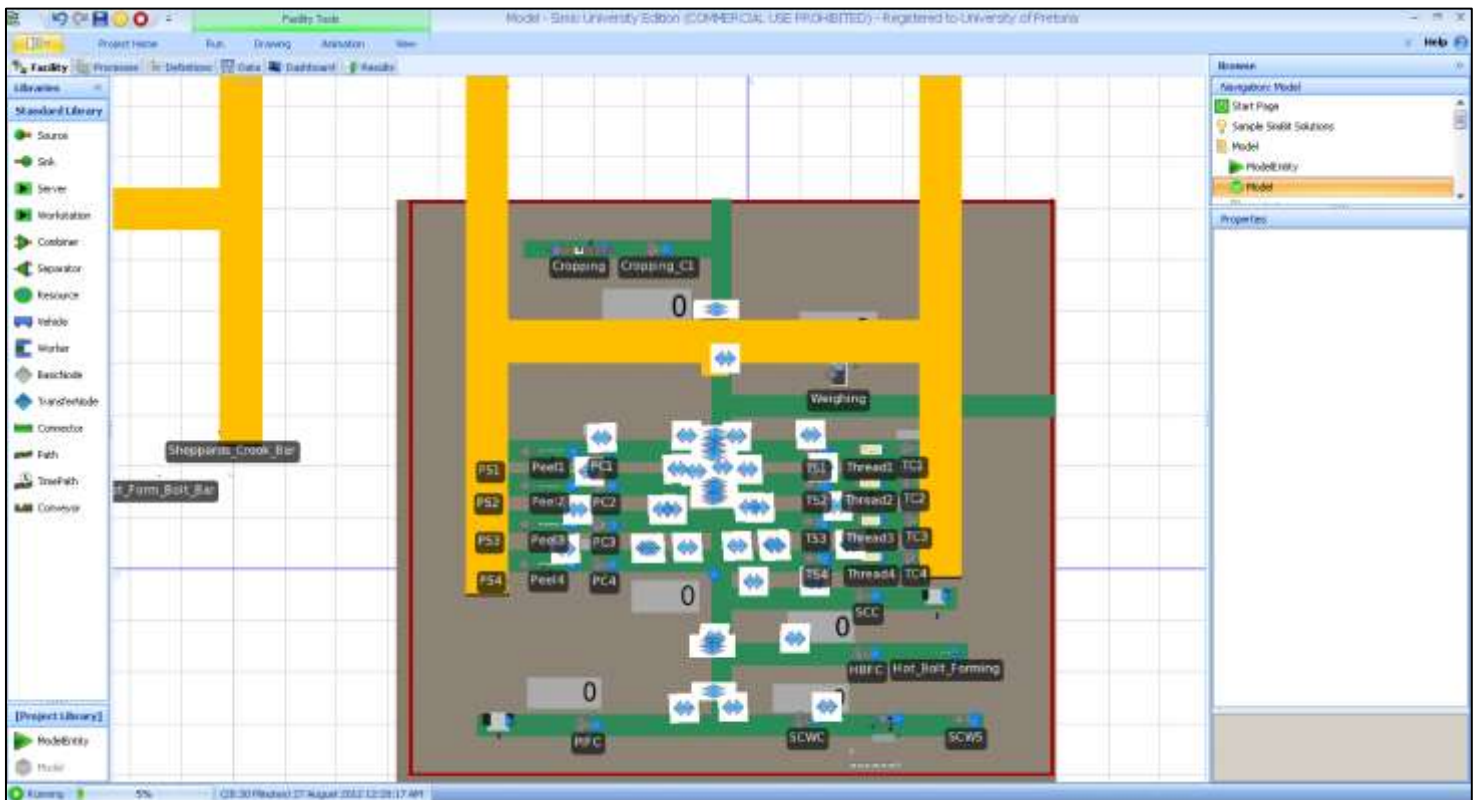 Facility Tools
Model - Simio University Edition (COMMERCIAL USE PROHIBITED) - Registered to University of Pretoria
Project Home Run Drawing Animation View Help
Facility Processes Definitions Data Dashboard Results
Libraries
Standard Library
Source
Sink
Server
Workstation
Combiner
Separator
Resource
Vehicle
Worker
BasicNode
TransferNode
Connector
Path
TimePath
Conveyor
[Project Library]
ModelEntity
Model
Sheppards_Crook_Bar
t_Form_Bolt_Bar
Cropping Cropping_C1
0
Weighing
PS1 Peel1 PC1 TS1 Thread1 TC1
PS2 Peel2 PC2 TS2 Thread2 TC2
PS3 Peel3 PC3 TS3 Thread3 TC3
PS4 Peel4 PC4 TS4 Thread4 TC4
0
SCC
0
HBFC Hot_Bolt_Forming
0
SCWC SCWS
Browse
Navigation: Model
Start Page
Model
ModelEntity
Model
Properties
Running 5%